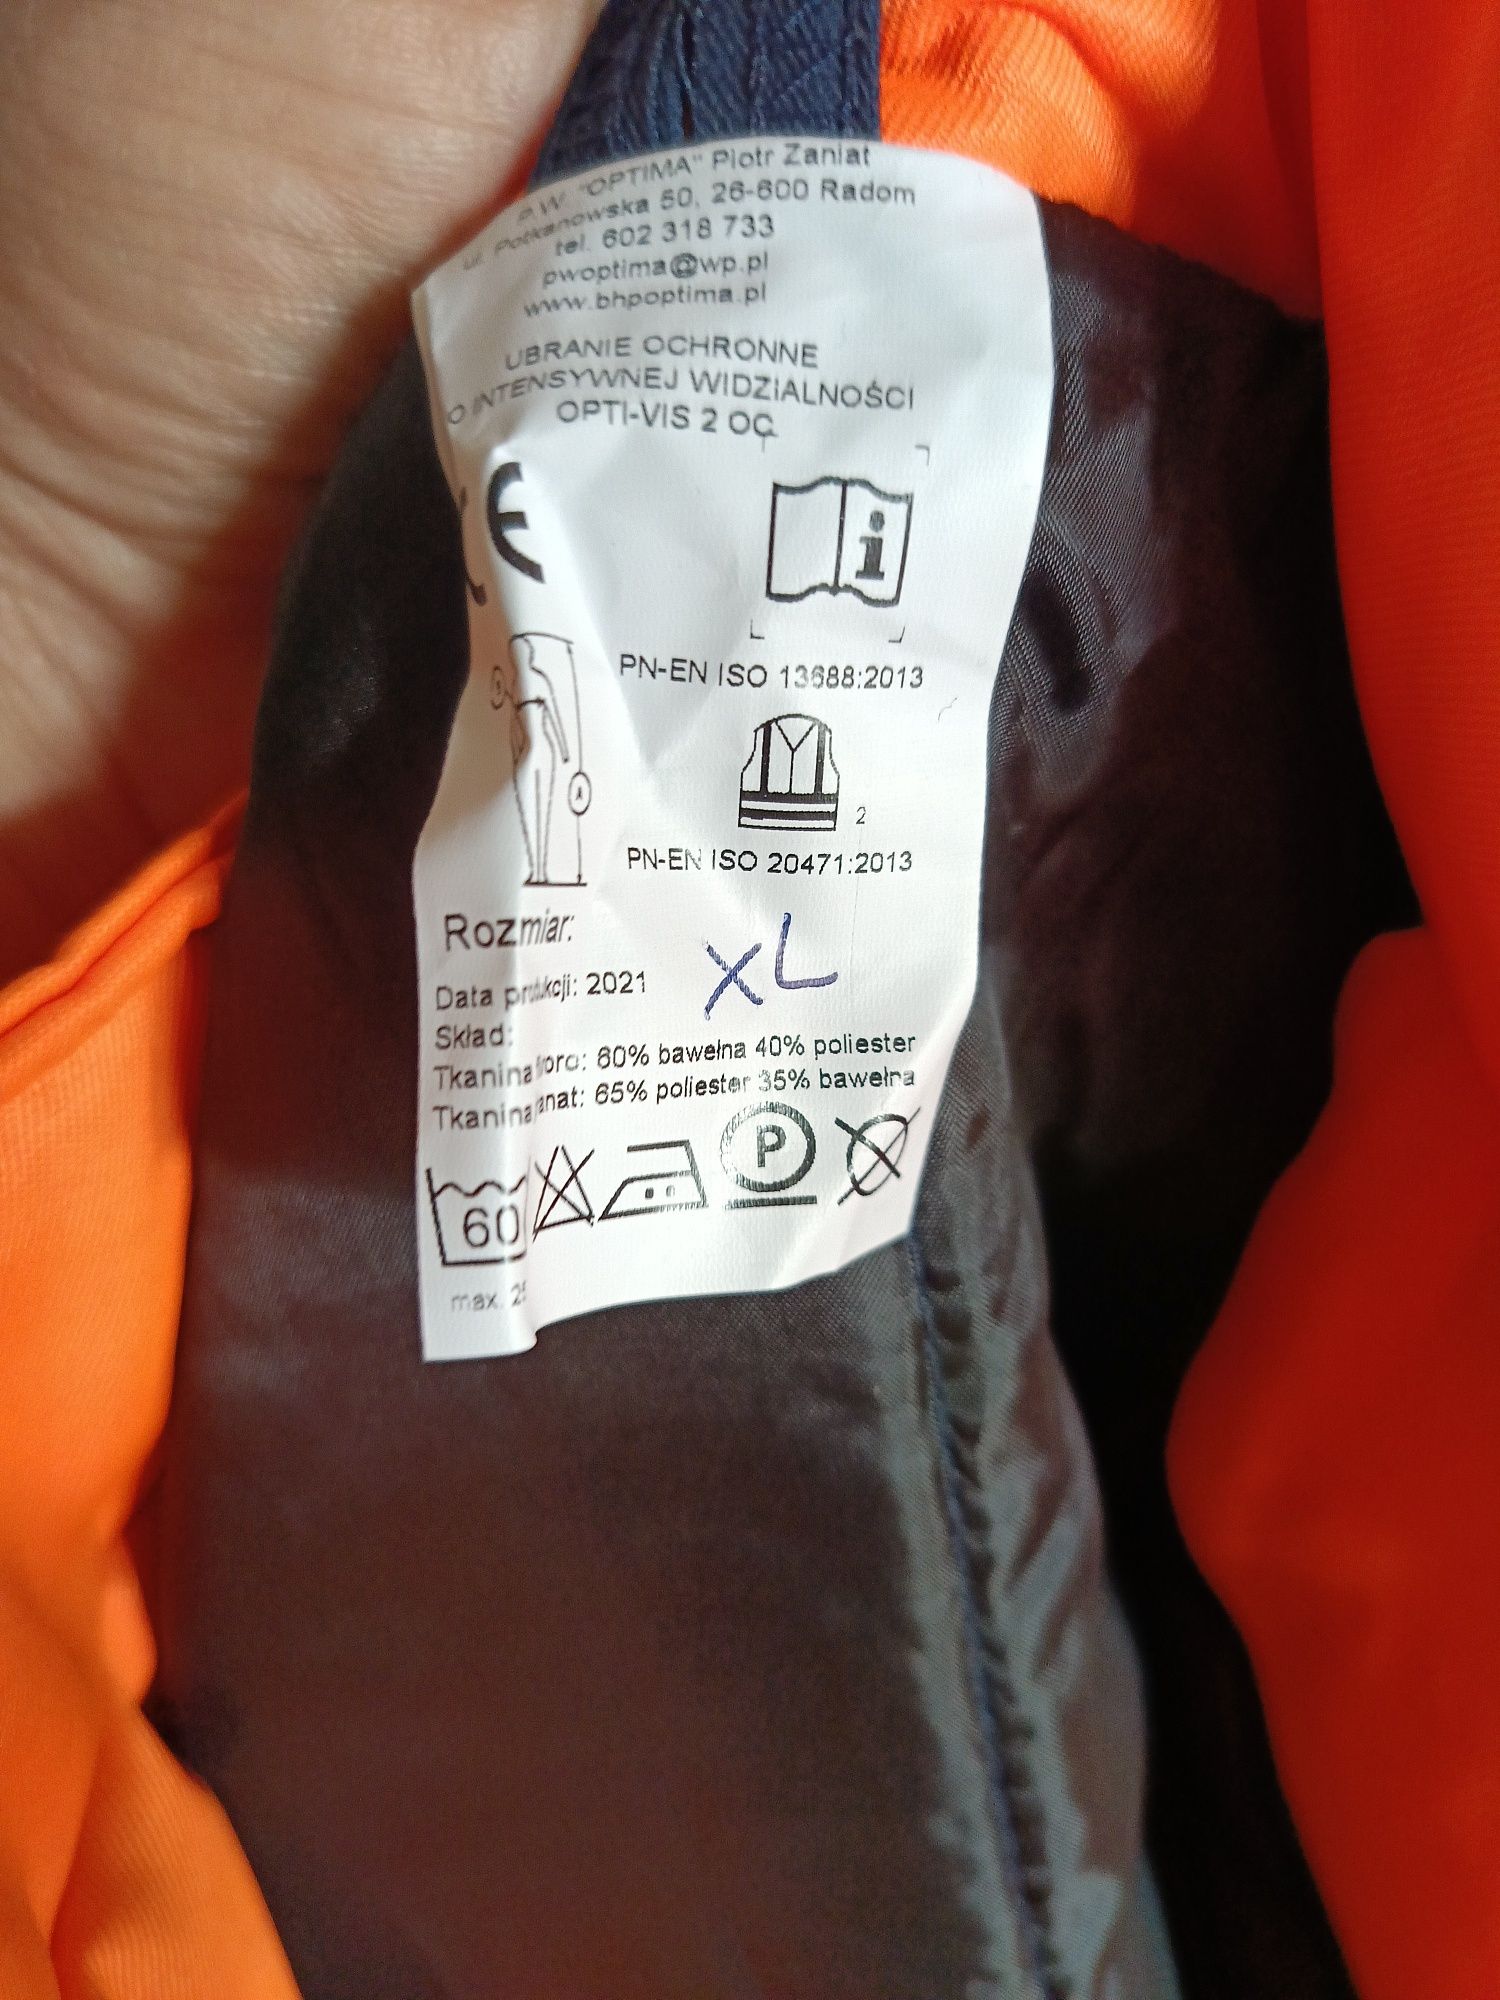 P.W. "OPTIMA" Piotr Zaniat
ul. Potkanowska 50, 26-600 Radom
tel. 602 318 733
pwoptima@wp.pl
www.bhpoptima.pl
UBRANIE OCHRONNE
O INTENSYWNEJ WIDZIALNOŚCI
OPTI-VIS 2 OC
CE
i
PN-EN ISO 13688:2013
B
A
2
PN-EN ISO 20471:2013
Rozmiar:
XL
Data produkcji: 2021
Skład:
Tkanina 60% bawełna 40% poliester
Tkanina 65% poliester 35% bawełna
60
P
max.